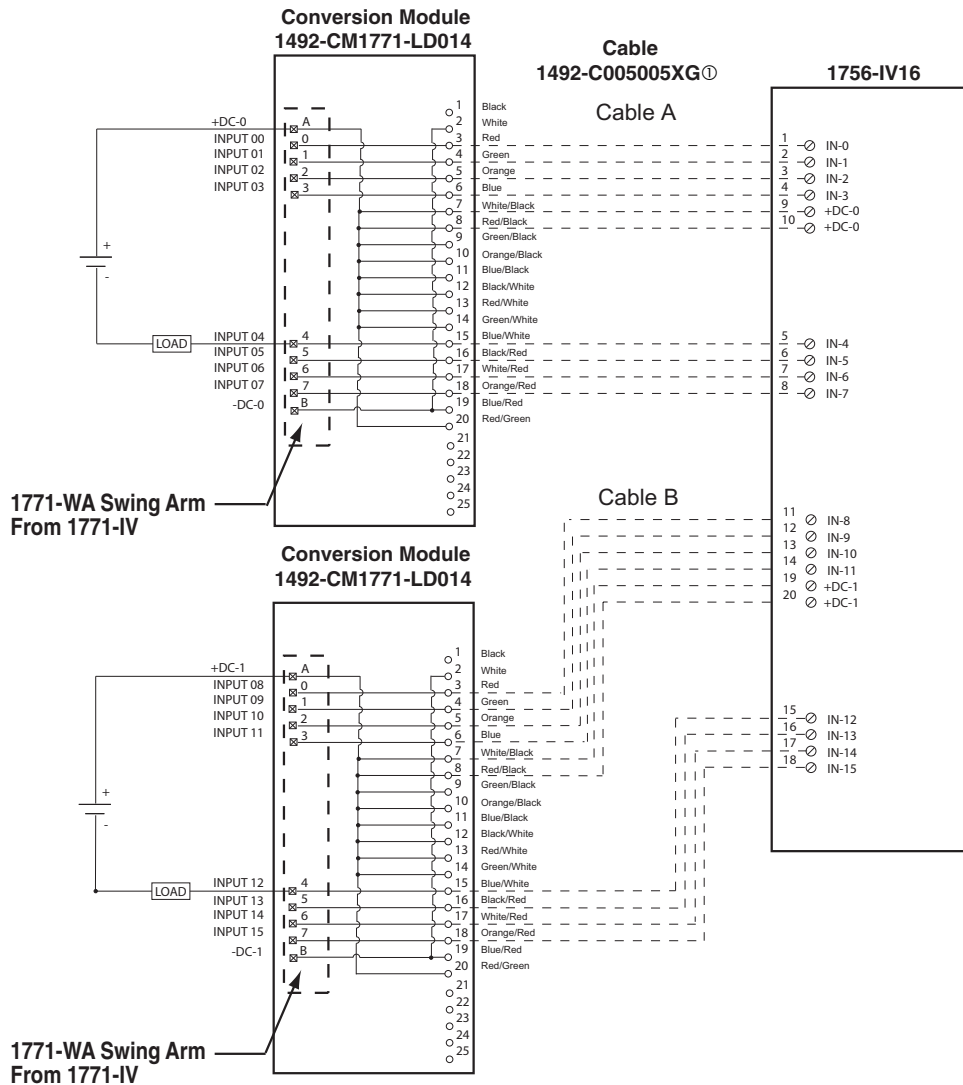 Conversion Module
1492-CM1771-LD014
Cable
1492-C005005XG①
1756-IV16
Cable A
+DC-0
INPUT 00
INPUT 01
INPUT 02
INPUT 03
A
0
1
2
3
+
-
LOAD
INPUT 04
INPUT 05
INPUT 06
INPUT 07
-DC-0
4
5
6
7
B
1 Black
2 White
3 Red
4 Green
5 Orange
6 Blue
7 White/Black
8 Red/Black
9 Green/Black
10 Orange/Black
11 Blue/Black
12 Black/White
13 Red/White
14 Green/White
15 Blue/White
16 Black/Red
17 White/Red
18 Orange/Red
19 Blue/Red
20 Red/Green
21
22
23
24
25
1 IN-0
2 IN-1
3 IN-2
4 IN-3
9 +DC-0
10 +DC-0
5 IN-4
6 IN-5
7 IN-6
8 IN-7
1771-WA Swing Arm
From 1771-IV
Cable B
11 IN-8
12 IN-9
13 IN-10
14 IN-11
19 +DC-1
20 +DC-1
15 IN-12
16 IN-13
17 IN-14
18 IN-15
Conversion Module
1492-CM1771-LD014
+DC-1
INPUT 08
INPUT 09
INPUT 10
INPUT 11
A
0
1
2
3
+
-
LOAD
INPUT 12
INPUT 13
INPUT 14
INPUT 15
-DC-1
4
5
6
7
B
1 Black
2 White
3 Red
4 Green
5 Orange
6 Blue
7 White/Black
8 Red/Black
9 Green/Black
10 Orange/Black
11 Blue/Black
12 Black/White
13 Red/White
14 Green/White
15 Blue/White
16 Black/Red
17 White/Red
18 Orange/Red
19 Blue/Red
20 Red/Green
21
22
23
24
25
1771-WA Swing Arm
From 1771-IV